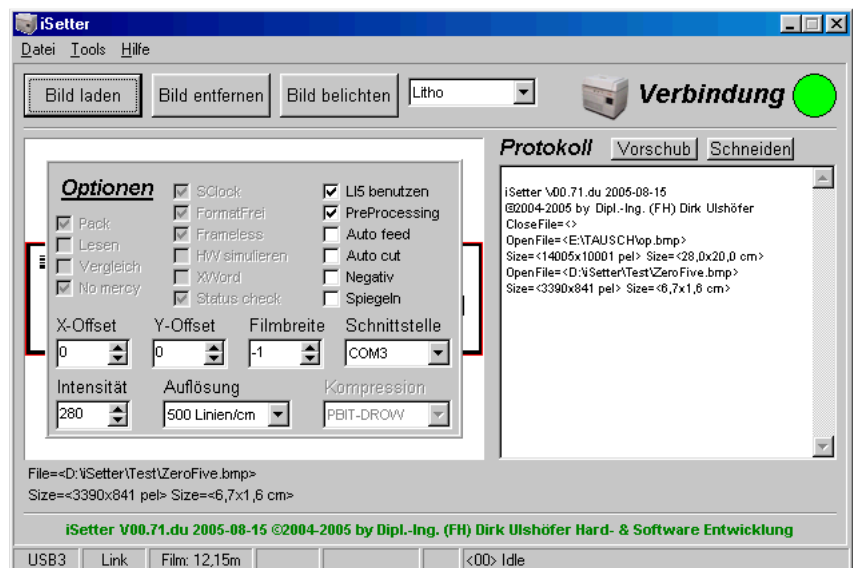 iSetter
Datei Tools Hilfe
Bild laden Bild entfernen Bild belichten Litho Verbindung
Protokoll Vorschub Schneiden
Optionen
Pack
Lesen
Vergleich
No mercy
SClock
FormatFrei
Frameless
HW simulieren
XWord
Status check
LI5 benutzen
PreProcessing
Auto feed
Auto cut
Negativ
Spiegeln
X-Offset Y-Offset Filmbreite Schnittstelle
0 0 -1 COM3
Intensität Auflösung Kompression
280 500 Linien/cm PBIT-DROW
iSetter V00.71.du 2005-08-15
©2004-2005 by Dipl.-Ing. (FH) Dirk Ulshöfer
CloseFile=<>
OpenFile=<E:\TAUSCH\op.bmp>
Size=<14005x10001 pel> Size=<28,0x20,0 cm>
OpenFile=<D:\iSetter\Test\ZeroFive.bmp>
Size=<3390x841 pel> Size=<6,7x1,6 cm>
File=<D:\iSetter\Test\ZeroFive.bmp>
Size=<3390x841 pel> Size=<6,7x1,6 cm>
iSetter V00.71.du 2005-08-15 ©2004-2005 by Dipl.-Ing. (FH) Dirk Ulshöfer Hard- & Software Entwicklung
USB3 Link Film: 12,15m <00> Idle